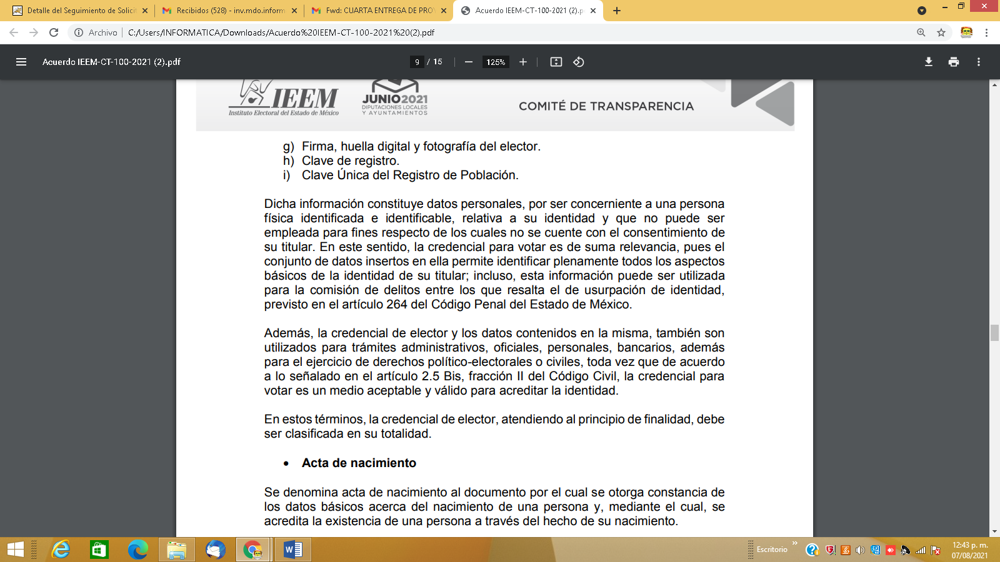 Detalle del Seguimiento de Solicit
Recibidos (528) - inv.mdo.inform
Fwd: CUARTA ENTREGA DE PRO
Acuerdo IEEM-CT-100-2021 (2).p
Archivo
C:/Users/INFORMATICA/Downloads/Acuerdo%20IEEM-CT-100-2021%20(2).pdf
Acuerdo IEEM-CT-100-2021 (2).pdf
9 / 15
125%
IEEM
Instituto Electoral del Estado de México
JUNIO2021
DIPUTACIONES LOCALES
Y AYUNTAMIENTOS
COMITÉ DE TRANSPARENCIA
g) Firma, huella digital y fotografía del elector.
h) Clave de registro.
i) Clave Única del Registro de Población.
Dicha información constituye datos personales, por ser concerniente a una persona
física identificada e identificable, relativa a su identidad y que no puede ser
empleada para fines respecto de los cuales no se cuente con el consentimiento de
su titular. En este sentido, la credencial para votar es de suma relevancia, pues el
conjunto de datos insertos en ella permite identificar plenamente todos los aspectos
básicos de la identidad de su titular; incluso, esta información puede ser utilizada
para la comisión de delitos entre los que resalta el de usurpación de identidad,
previsto en el artículo 264 del Código Penal del Estado de México.
Además, la credencial de elector y los datos contenidos en la misma, también son
utilizados para trámites administrativos, oficiales, personales, bancarios, además
para el ejercicio de derechos político-electorales o civiles, toda vez que de acuerdo
a lo señalado en el artículo 2.5 Bis, fracción II del Código Civil, la credencial para
votar es un medio aceptable y válido para acreditar la identidad.
En estos términos, la credencial de elector, atendiendo al principio de finalidad, debe
ser clasificada en su totalidad.
• Acta de nacimiento
Se denomina acta de nacimiento al documento por el cual se otorga constancia de
los datos básicos acerca del nacimiento de una persona y, mediante el cual, se
acredita la existencia de una persona a través del hecho de su nacimiento.
Escritorio
12:43 p. m.
07/08/2021